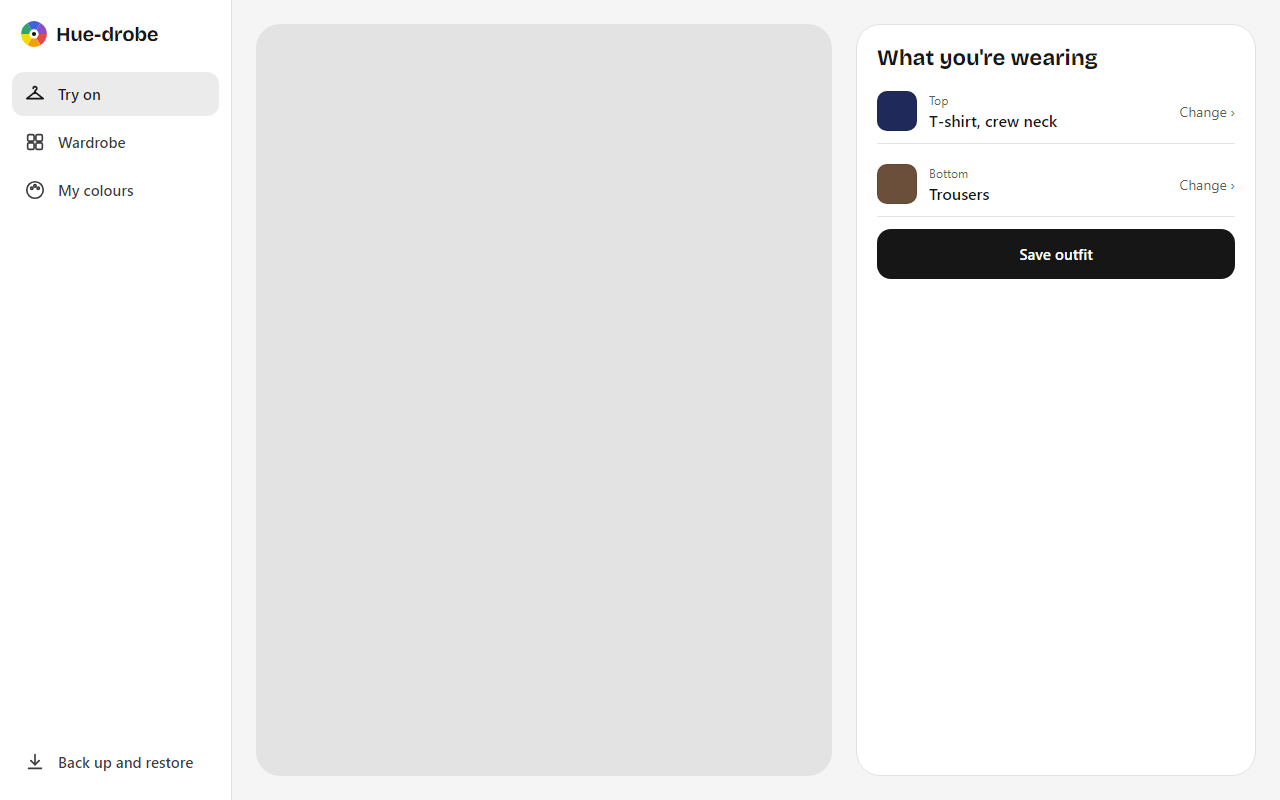 Hue-drobe
Try on
Wardrobe
My colours
Back up and restore
What you're wearing
Top
T-shirt, crew neck
Change ›
Bottom
Trousers
Change ›
Save outfit